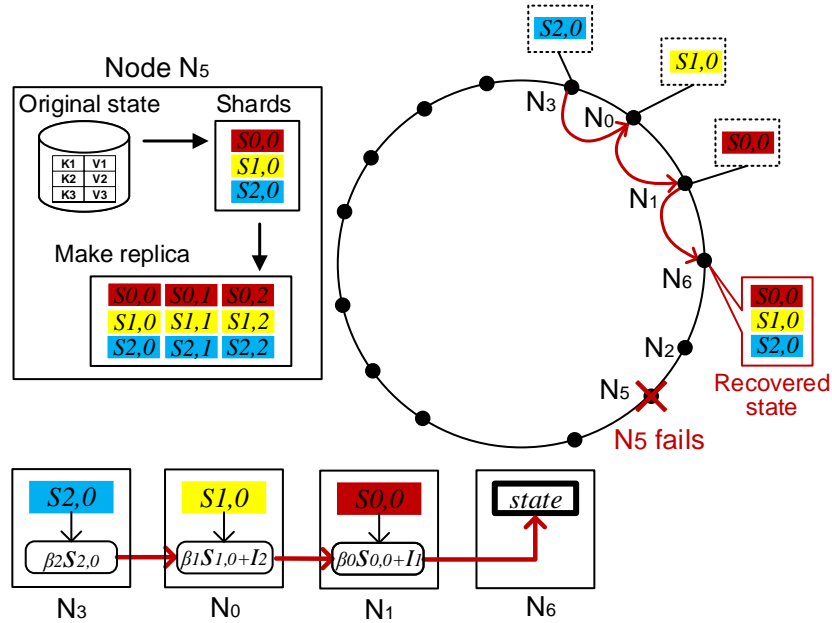 Node N5
Original state
Shards
K1 V1
K2 V2
K3 V3
S0,0
S1,0
S2,0
Make replica
S0,0 S0,1 S0,2
S1,0 S1,1 S1,2
S2,0 S2,1 S2,2
S2,0
S1,0
S0,0
N3
N0
N1
N6
N2
N5
N5 fails
S0,0
S1,0
S2,0
Recovered
state
S2,0 S1,0 S0,0 state
β2S2,0 β1S1,0+I2 β0S0,0+I1
N3 N0 N1 N6